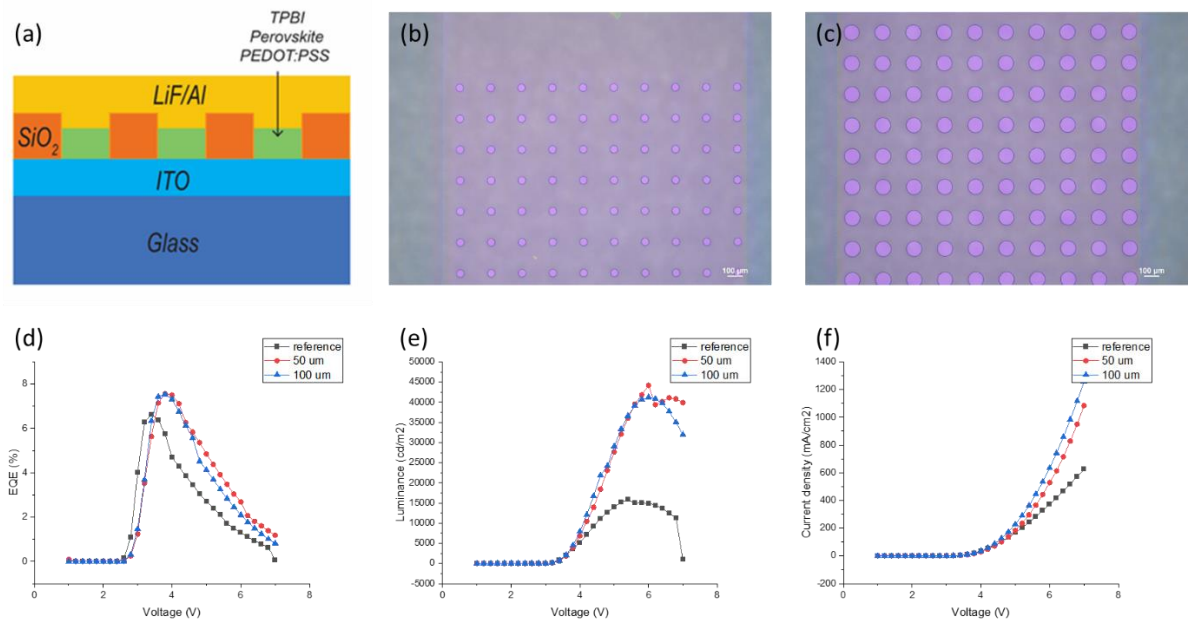 (a)
TPBI
Perovskite
PEDOT:PSS
LiF/Al
SiO2
ITO
Glass
(b)
100 µm
(c)
100 µm
(d)
reference
50 um
100 um
8
6
4
2
0
EQE (%)
0 2 4 6 8
Voltage (V)
(e)
reference
50 um
100 um
50000
45000
40000
35000
30000
25000
20000
15000
10000
5000
0
-5000
Luminance (cd/m2)
0 2 4 6 8
Voltage (V)
(f)
reference
50 um
100 um
1400
1200
1000
800
600
400
200
0
-200
Current density (mA/cm2)
0 2 4 6 8
Voltage (V)